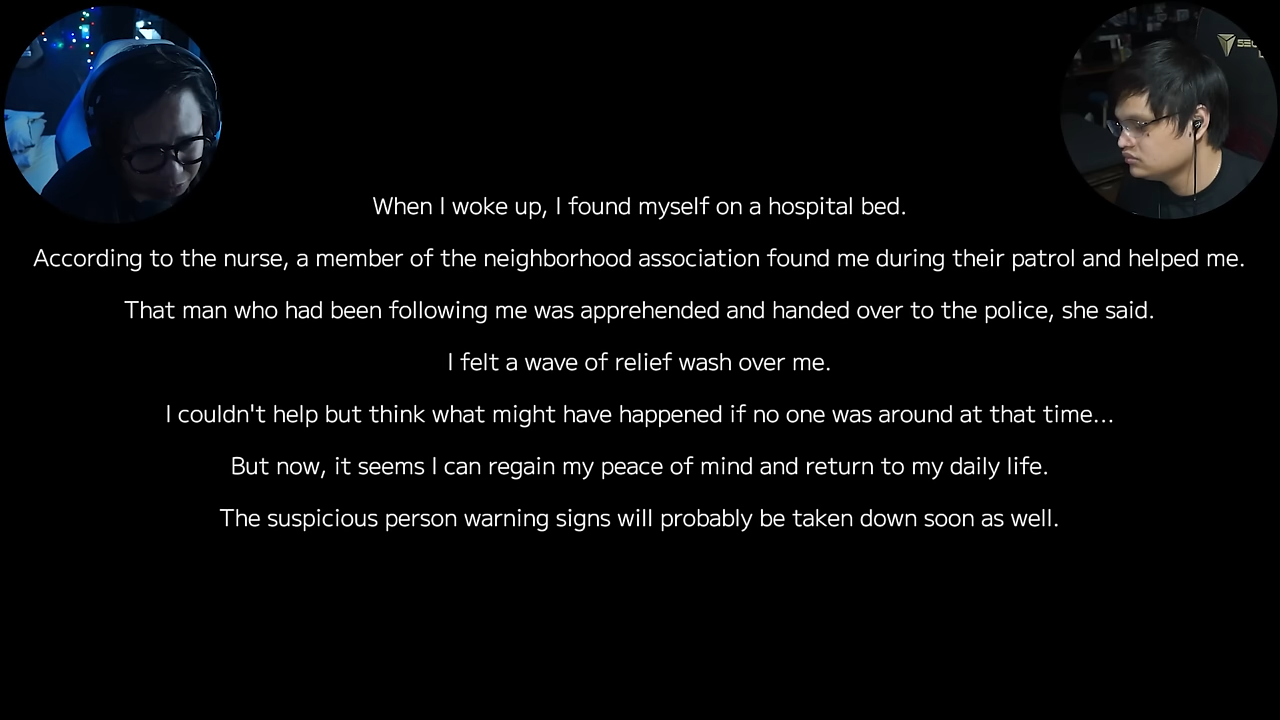 When I woke up, I found myself on a hospital bed.
According to the nurse, a member of the neighborhood association found me during their patrol and helped me.
That man who had been following me was apprehended and handed over to the police, she said.
I felt a wave of relief wash over me.
I couldn't help but think what might have happened if no one was around at that time...
But now, it seems I can regain my peace of mind and return to my daily life.
The suspicious person warning signs will probably be taken down soon as well.